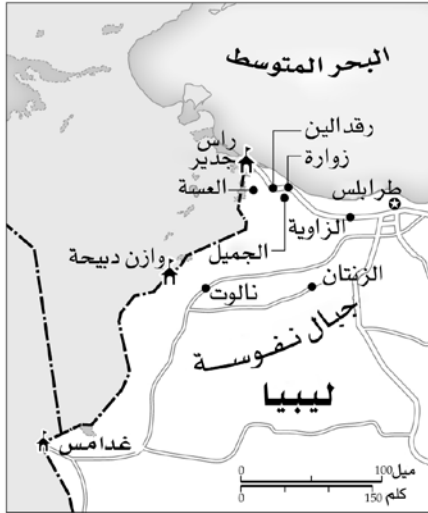 البحر المتوسط
رقدالين
راس
جدير
زوارة
طرابلس
العسة
الزاوية
الجميل
وازن دبيحة
الزنتان
نالوت
جبال نفوسة
ليبيا
غدامس
0 100 ميل
0 150 كلم